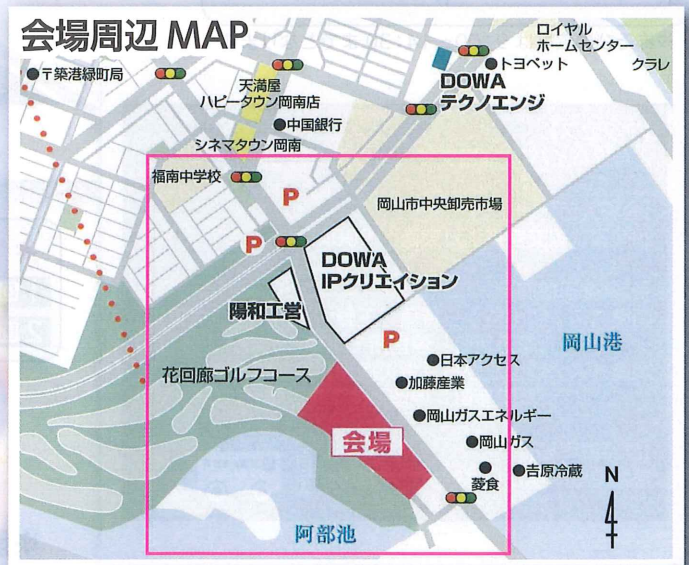 会場周辺 MAP
ロイヤル
ホームセンター
〒築港緑町局
トヨペット
クラレ
天満屋
ハピータウン岡南店
DOWA
テクノエンジ
中国銀行
シネマタウン岡南
福南中学校
P
岡山市中央卸売市場
P
DOWA
IPクリエイション
陽和工営
P
岡山港
日本アクセス
花回廊ゴルフコース
加藤産業
岡山ガスエネルギー
会場
岡山ガス
吉原冷蔵
菱食
N
4
阿部池